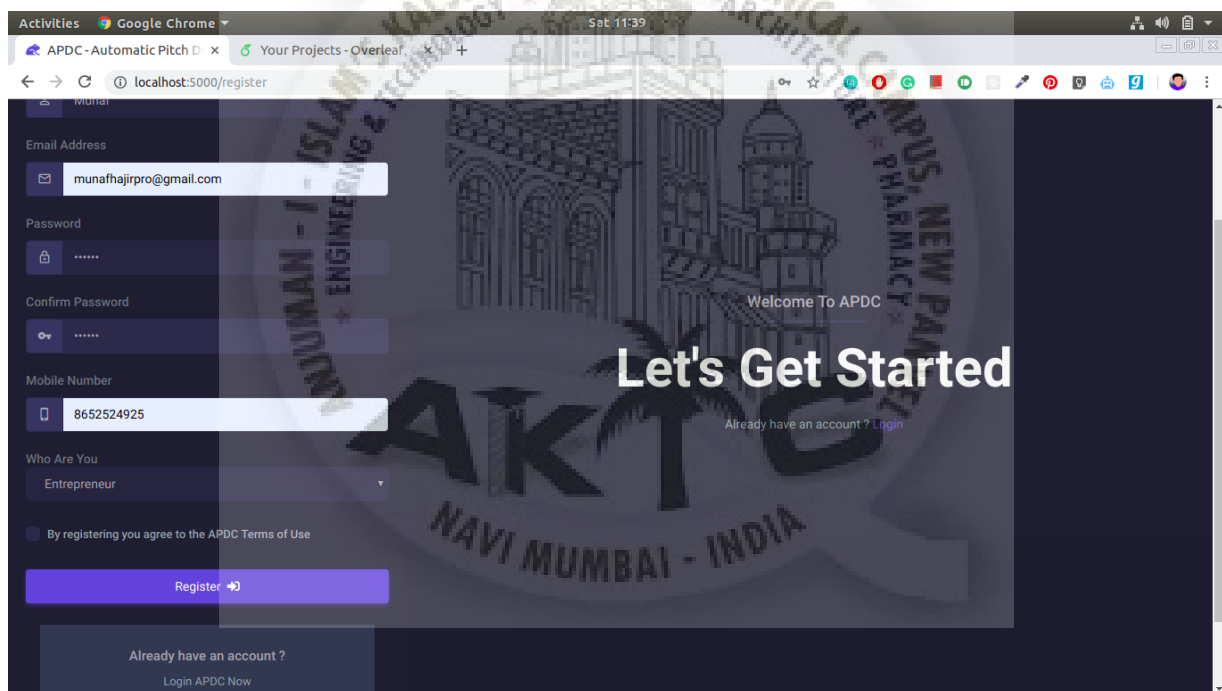 Activities Google Chrome Sat 11:39
APDC - Automatic Pitch D Your Projects - Overleaf
localhost:5000/register
Munaf
Email Address
munafhajirpro@gmail.com
Password
••••••
Confirm Password
••••••
Mobile Number
8652524925
Who Are You
Entrepreneur
By registering you agree to the APDC Terms of Use
Register
Already have an account ?
Login APDC Now
Welcome To APDC
Let's Get Started
Already have an account ? Login
ENGINEERING & TECHNOLOGY ARCHITECTURE PHARMACY
ANJUMAN - I - ISLAM'S CAMPUS, NEW PANVEL
AKTC
NAVI MUMBAI - INDIA